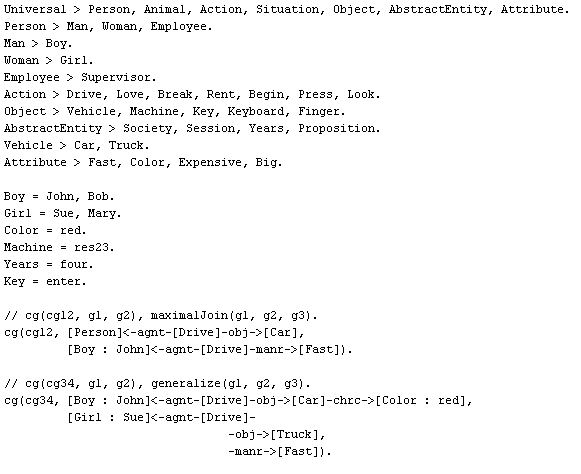 Universal > Person, Animal, Action, Situation, Object, AbstractEntity, Attribute.
Person > Man, Woman, Employee.
Man > Boy.
Woman > Girl.
Employee > Supervisor.
Action > Drive, Love, Break, Rent, Begin, Press, Look.
Object > Vehicle, Machine, Key, Keyboard, Finger.
AbstractEntity > Society, Session, Years, Proposition.
Vehicle > Car, Truck.
Attribute > Fast, Color, Expensive, Big.

Boy = John, Bob.
Girl = Sue, Mary.
Color = red.
Machine = res23.
Years = four.
Key = enter.

// cg(cg12, g1, g2), maximalJoin(g1, g2, g3).
cg(cg12, [Person]<-agnt-[Drive]-obj->[Car],
         [Boy : John]<-agnt-[Drive]-manr->[Fast]).

// cg(cg34, g1, g2), generalize(g1, g2, g3).
cg(cg34, [Boy : John]<-agnt-[Drive]-obj->[Car]-chrc->[Color : red],
         [Girl : Sue]<-agnt-[Drive]-
                                -obj->[Truck],
                                -manr->[Fast]).